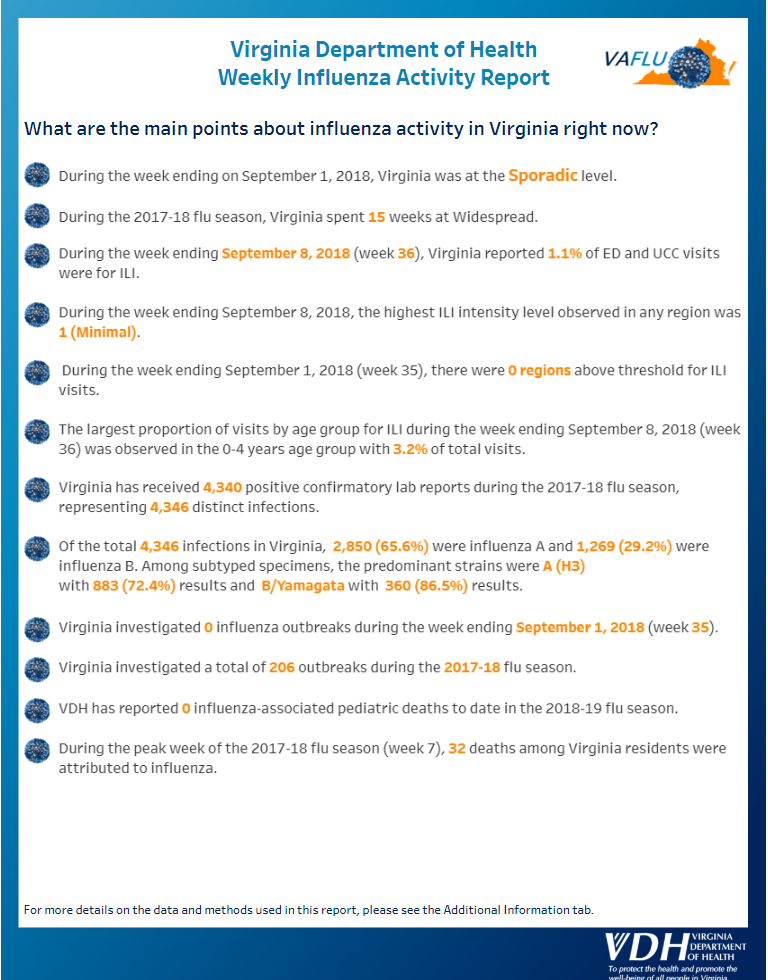 Virginia Department of Health
Weekly Influenza Activity Report
VAFLU
What are the main points about influenza activity in Virginia right now?
During the week ending on September 1, 2018, Virginia was at the Sporadic level.
During the 2017-18 flu season, Virginia spent 15 weeks at Widespread.
During the week ending September 8, 2018 (week 36), Virginia reported 1.1% of ED and UCC visits
were for ILI.
During the week ending September 8, 2018, the highest ILI intensity level observed in any region was
1 (Minimal).
During the week ending September 1, 2018 (week 35), there were 0 regions above threshold for ILI
visits.
The largest proportion of visits by age group for ILI during the week ending September 8, 2018 (week
36) was observed in the 0-4 years age group with 3.2% of total visits.
Virginia has received 4,340 positive confirmatory lab reports during the 2017-18 flu season,
representing 4,346 distinct infections.
Of the total 4,346 infections in Virginia, 2,850 (65.6%) were influenza A and 1,269 (29.2%) were
influenza B. Among subtyped specimens, the predominant strains were A (H3)
with 883 (72.4%) results and B/Yamagata with 360 (86.5%) results.
Virginia investigated 0 influenza outbreaks during the week ending September 1, 2018 (week 35).
Virginia investigated a total of 206 outbreaks during the 2017-18 flu season.
VDH has reported 0 influenza-associated pediatric deaths to date in the 2018-19 flu season.
During the peak week of the 2017-18 flu season (week 7), 32 deaths among Virginia residents were
attributed to influenza.
For more details on the data and methods used in this report, please see the Additional Information tab.
VDH VIRGINIA
DEPARTMENT
OF HEALTH
To protect the health and promote the
well-being of all people in Virginia.